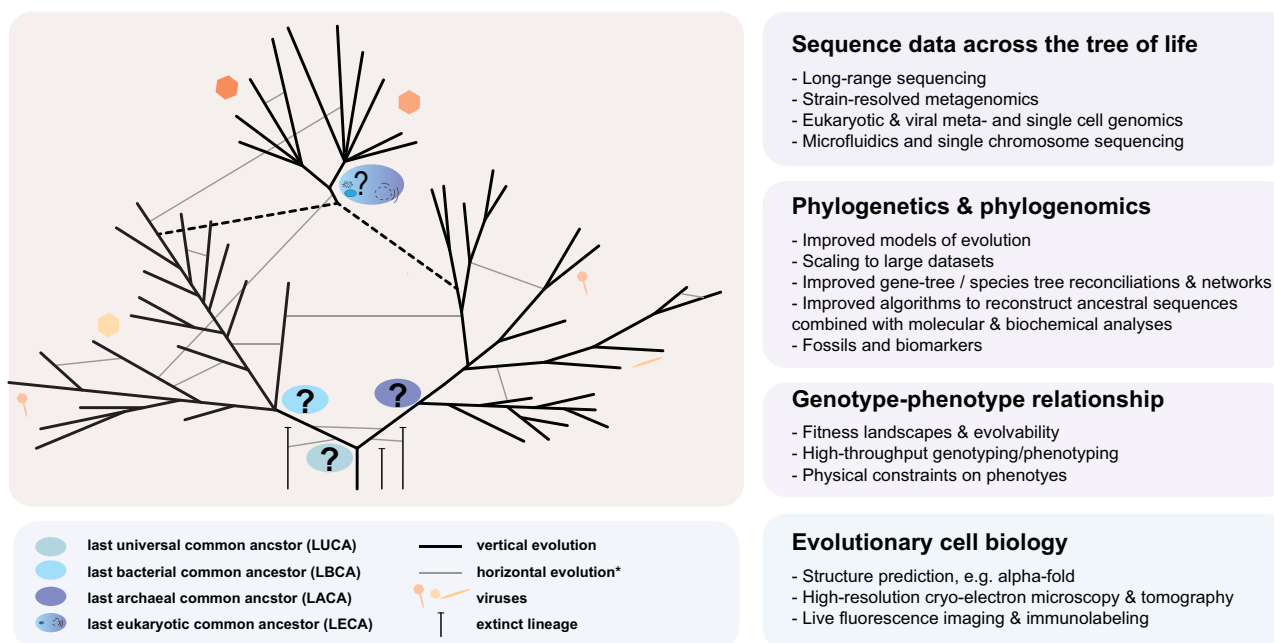 ?
?
?
?
last universal common ancstor (LUCA)
last bacterial common ancestor (LBCA)
last archaeal common ancstor (LACA)
last eukaryotic common ancestor (LECA)
vertical evolution
horizontal evolution*
viruses
extinct lineage
Sequence data across the tree of life
- Long-range sequencing
- Strain-resolved metagenomics
- Eukaryotic & viral meta- and single cell genomics
- Microfluidics and single chromosome sequencing
Phylogenetics & phylogenomics
- Improved models of evolution
- Scaling to large datasets
- Improved gene-tree / species tree reconciliations & networks
- Improved algorithms to reconstruct ancestral sequences
combined with molecular & biochemical analyses
- Fossils and biomarkers
Genotype-phenotype relationship
- Fitness landscapes & evolvability
- High-throughput genotyping/phenotyping
- Physical constraints on phenotyes
Evolutionary cell biology
- Structure prediction, e.g. alpha-fold
- High-resolution cryo-electron microscopy & tomography
- Live fluorescence imaging & immunolabeling